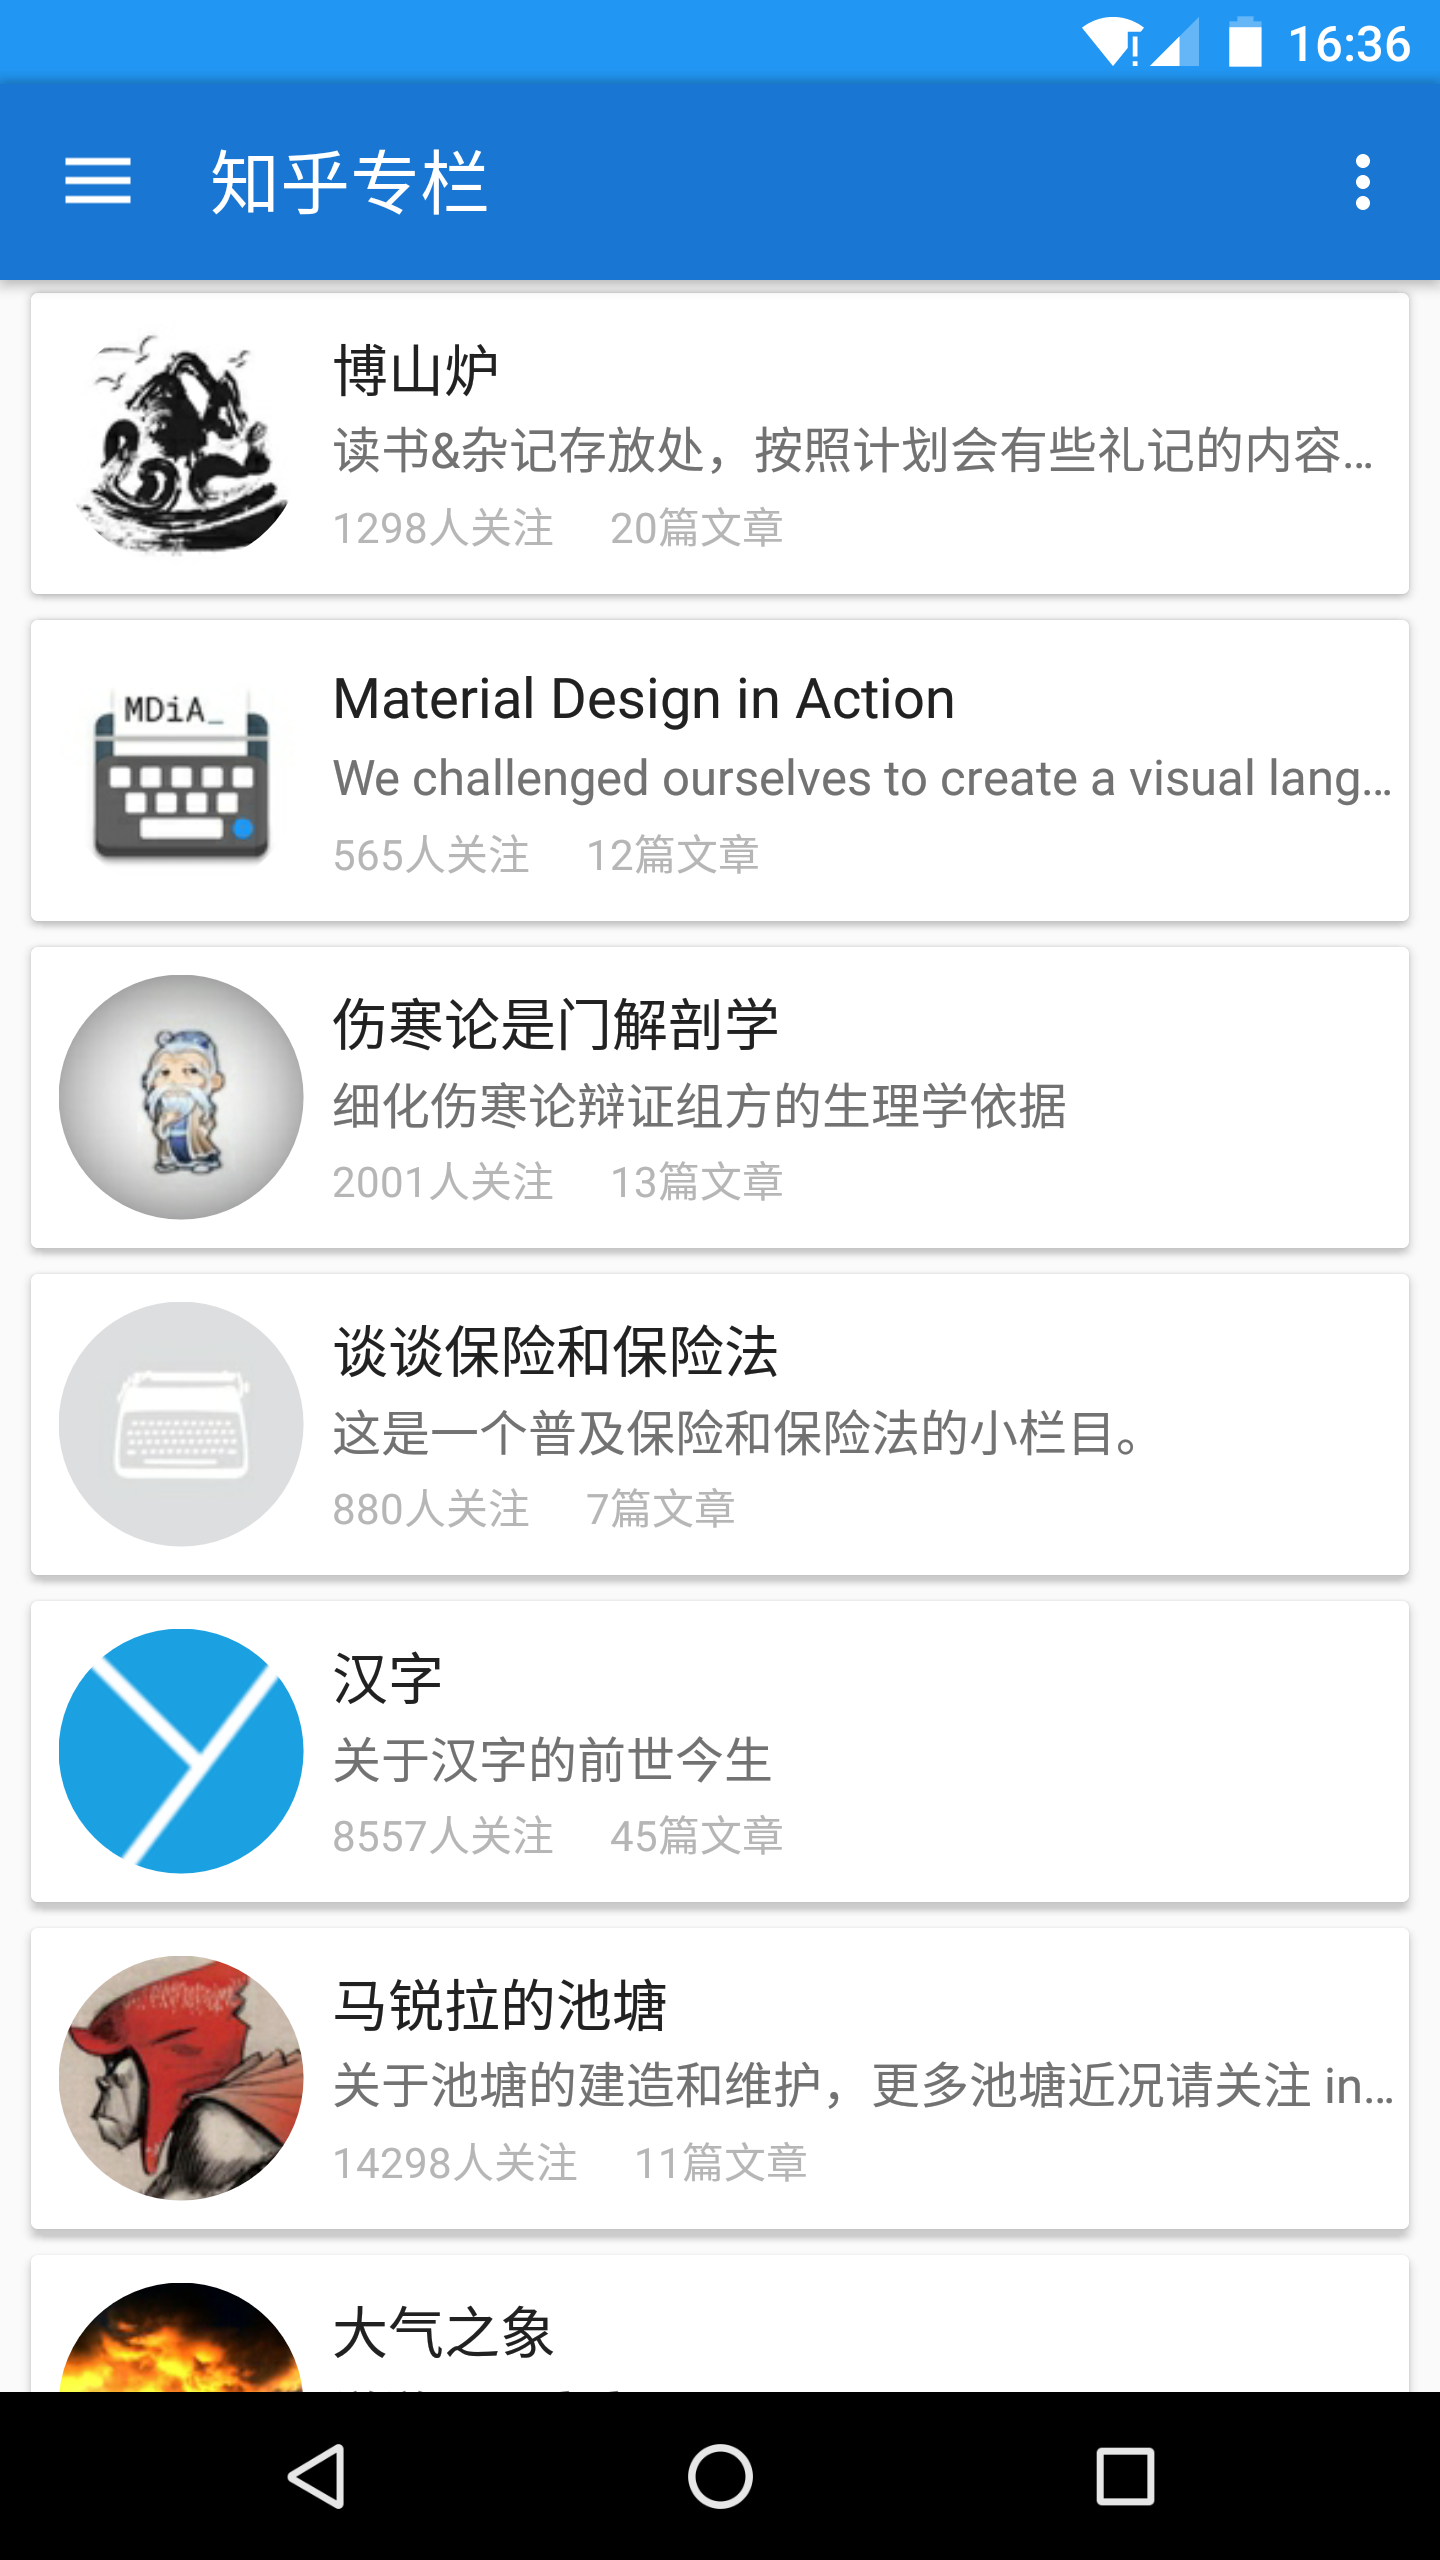 16:36
知乎专栏
博山炉
读书&杂记存放处，按照计划会有些礼记的内容...
1298人关注 20篇文章
MDiA_
Material Design in Action
We challenged ourselves to create a visual lang...
565人关注 12篇文章
伤寒论是门解剖学
细化伤寒论辩证组方的生理学依据
2001人关注 13篇文章
谈谈保险和保险法
这是一个普及保险和保险法的小栏目。
880人关注 7篇文章
汉字
关于汉字的前世今生
8557人关注 45篇文章
马锐拉的池塘
关于池塘的建造和维护，更多池塘近况请关注 in...
14298人关注 11篇文章
大气之象